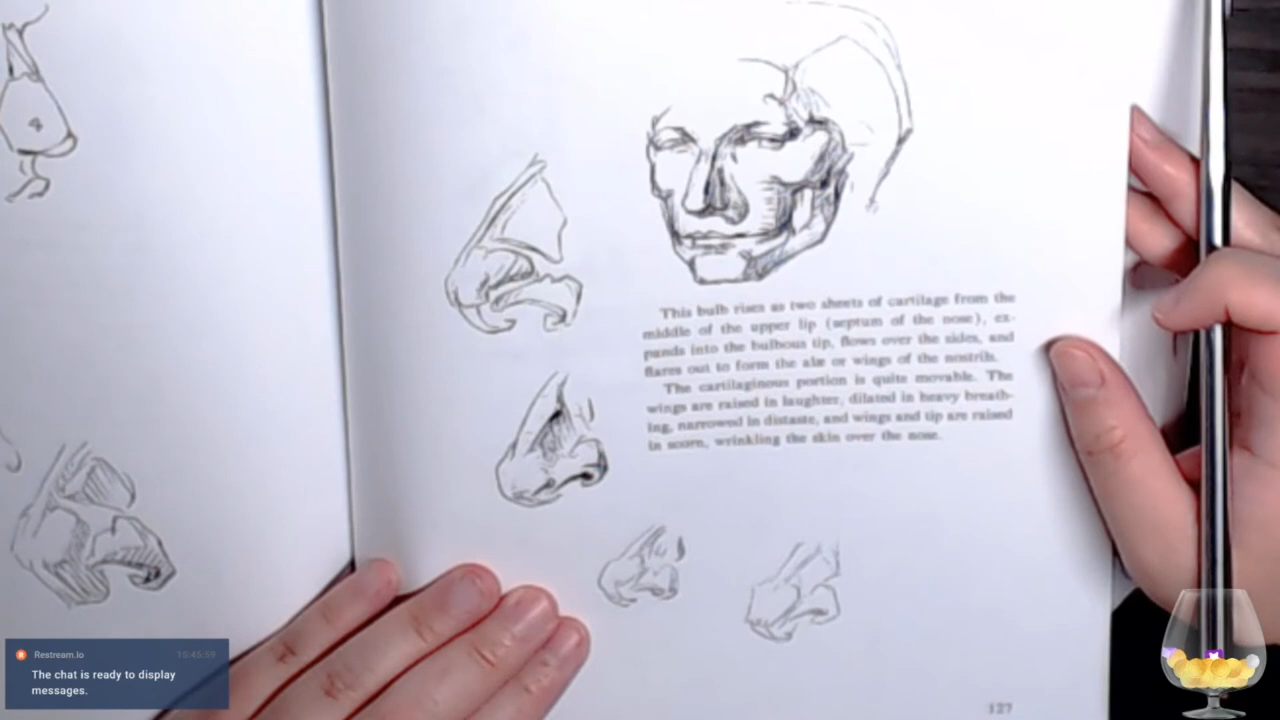 4
This bulb rises as two sheets of cartilage from the
middle of the upper lip (septum of the nose), ex-
pands into the bulbous tip, flows over the sides, and
flares out to form the alæ or wings of the nostrils.
The cartilaginous portion is quite movable. The
wings are raised in laughter, dilated in heavy breath-
ing, narrowed in distaste, and wings and tip are raised
in scorn, wrinkling the skin over the nose.
127
Restream.io 15:45:59
The chat is ready to display
messages.